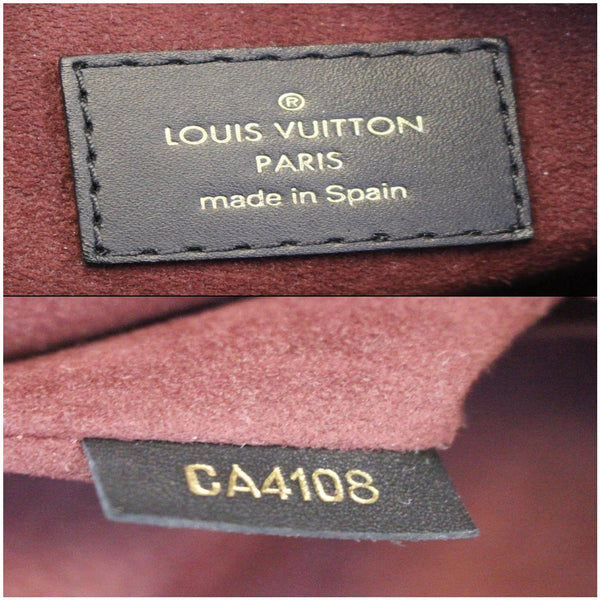 ®
LOUIS VUITTON
PARIS
made in Spain
CA4108